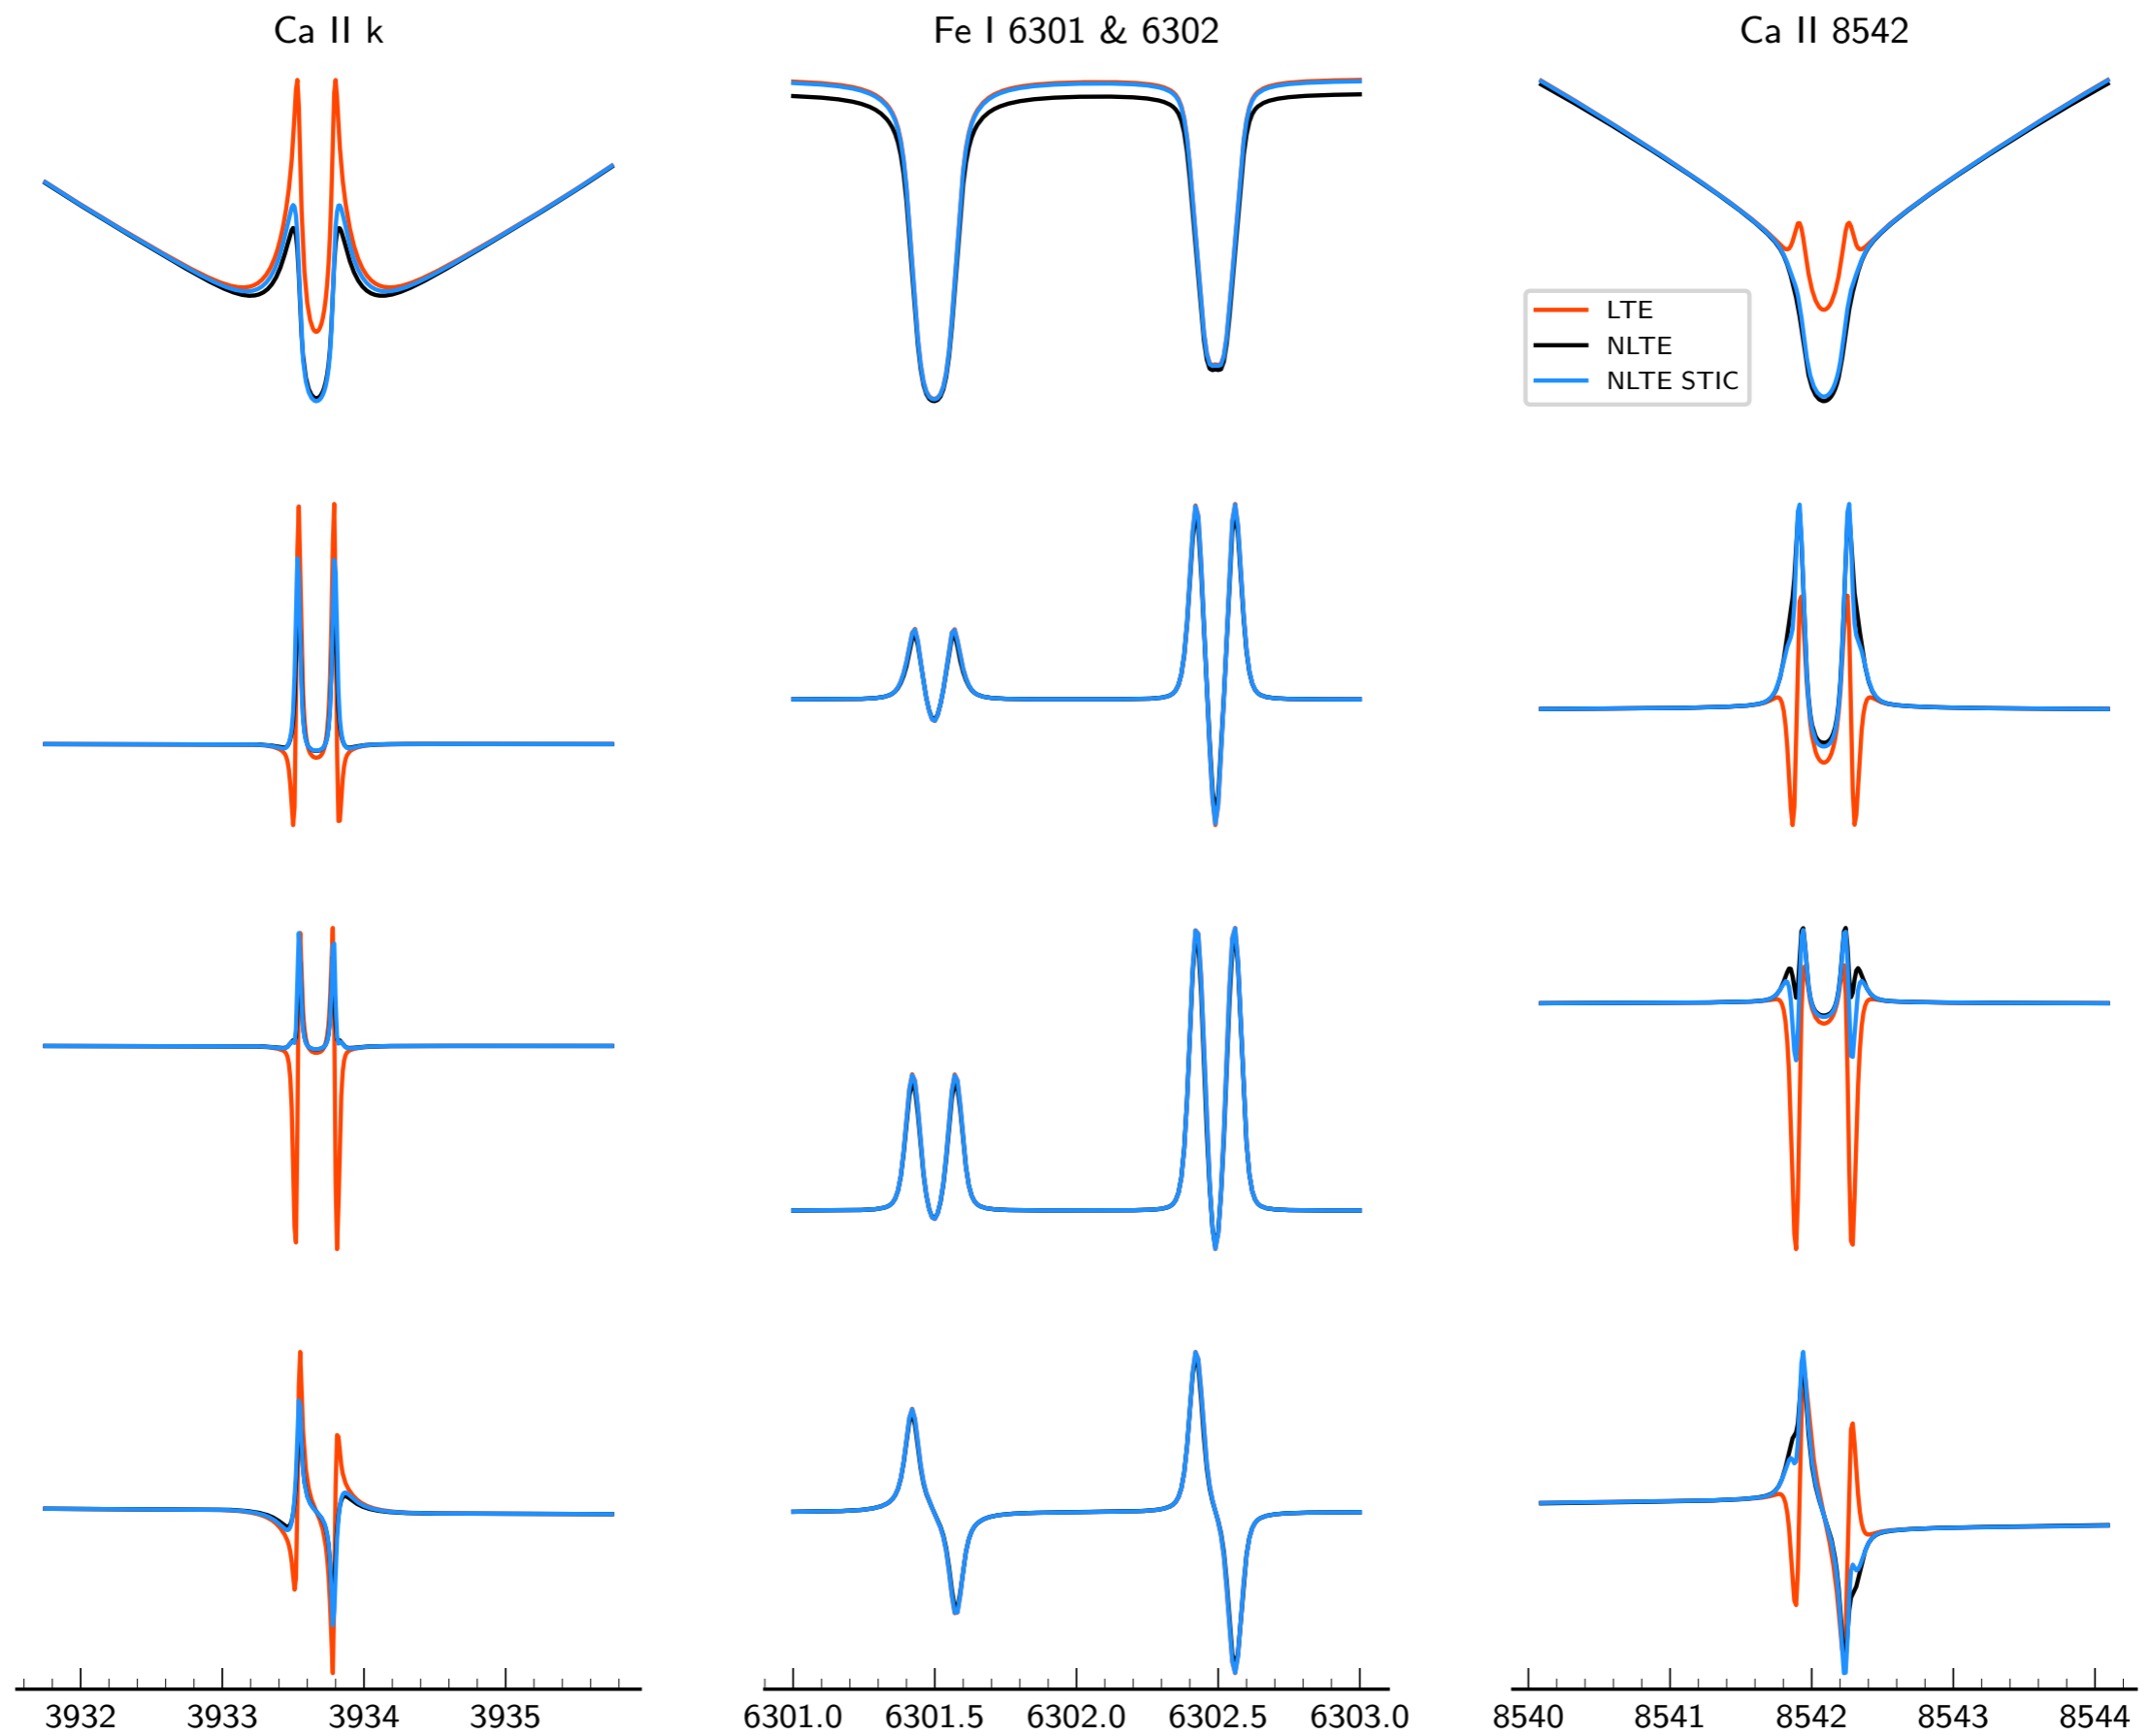 Ca II k
Fe I 6301 & 6302
Ca II 8542
LTE
NLTE
NLTE STIC
3932 3933 3934 3935
6301.0 6301.5 6302.0 6302.5 6303.0
8540 8541 8542 8543 8544